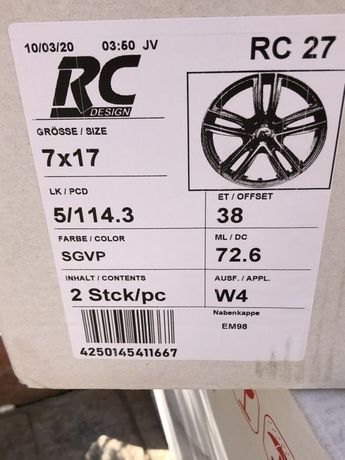 10/03/20 03:50 JV
RC 27
RC
DESIGN
GRÖSSE / SIZE
7x17
LK / PCD
5/114.3
ET / OFFSET
38
FARBE / COLOR
SGVP
ML / DC
72.6
INHALT / CONTENTS
2 Stck/pc
AUSF. / APPL.
W4
Nabenkappe
EM98
4250145411667